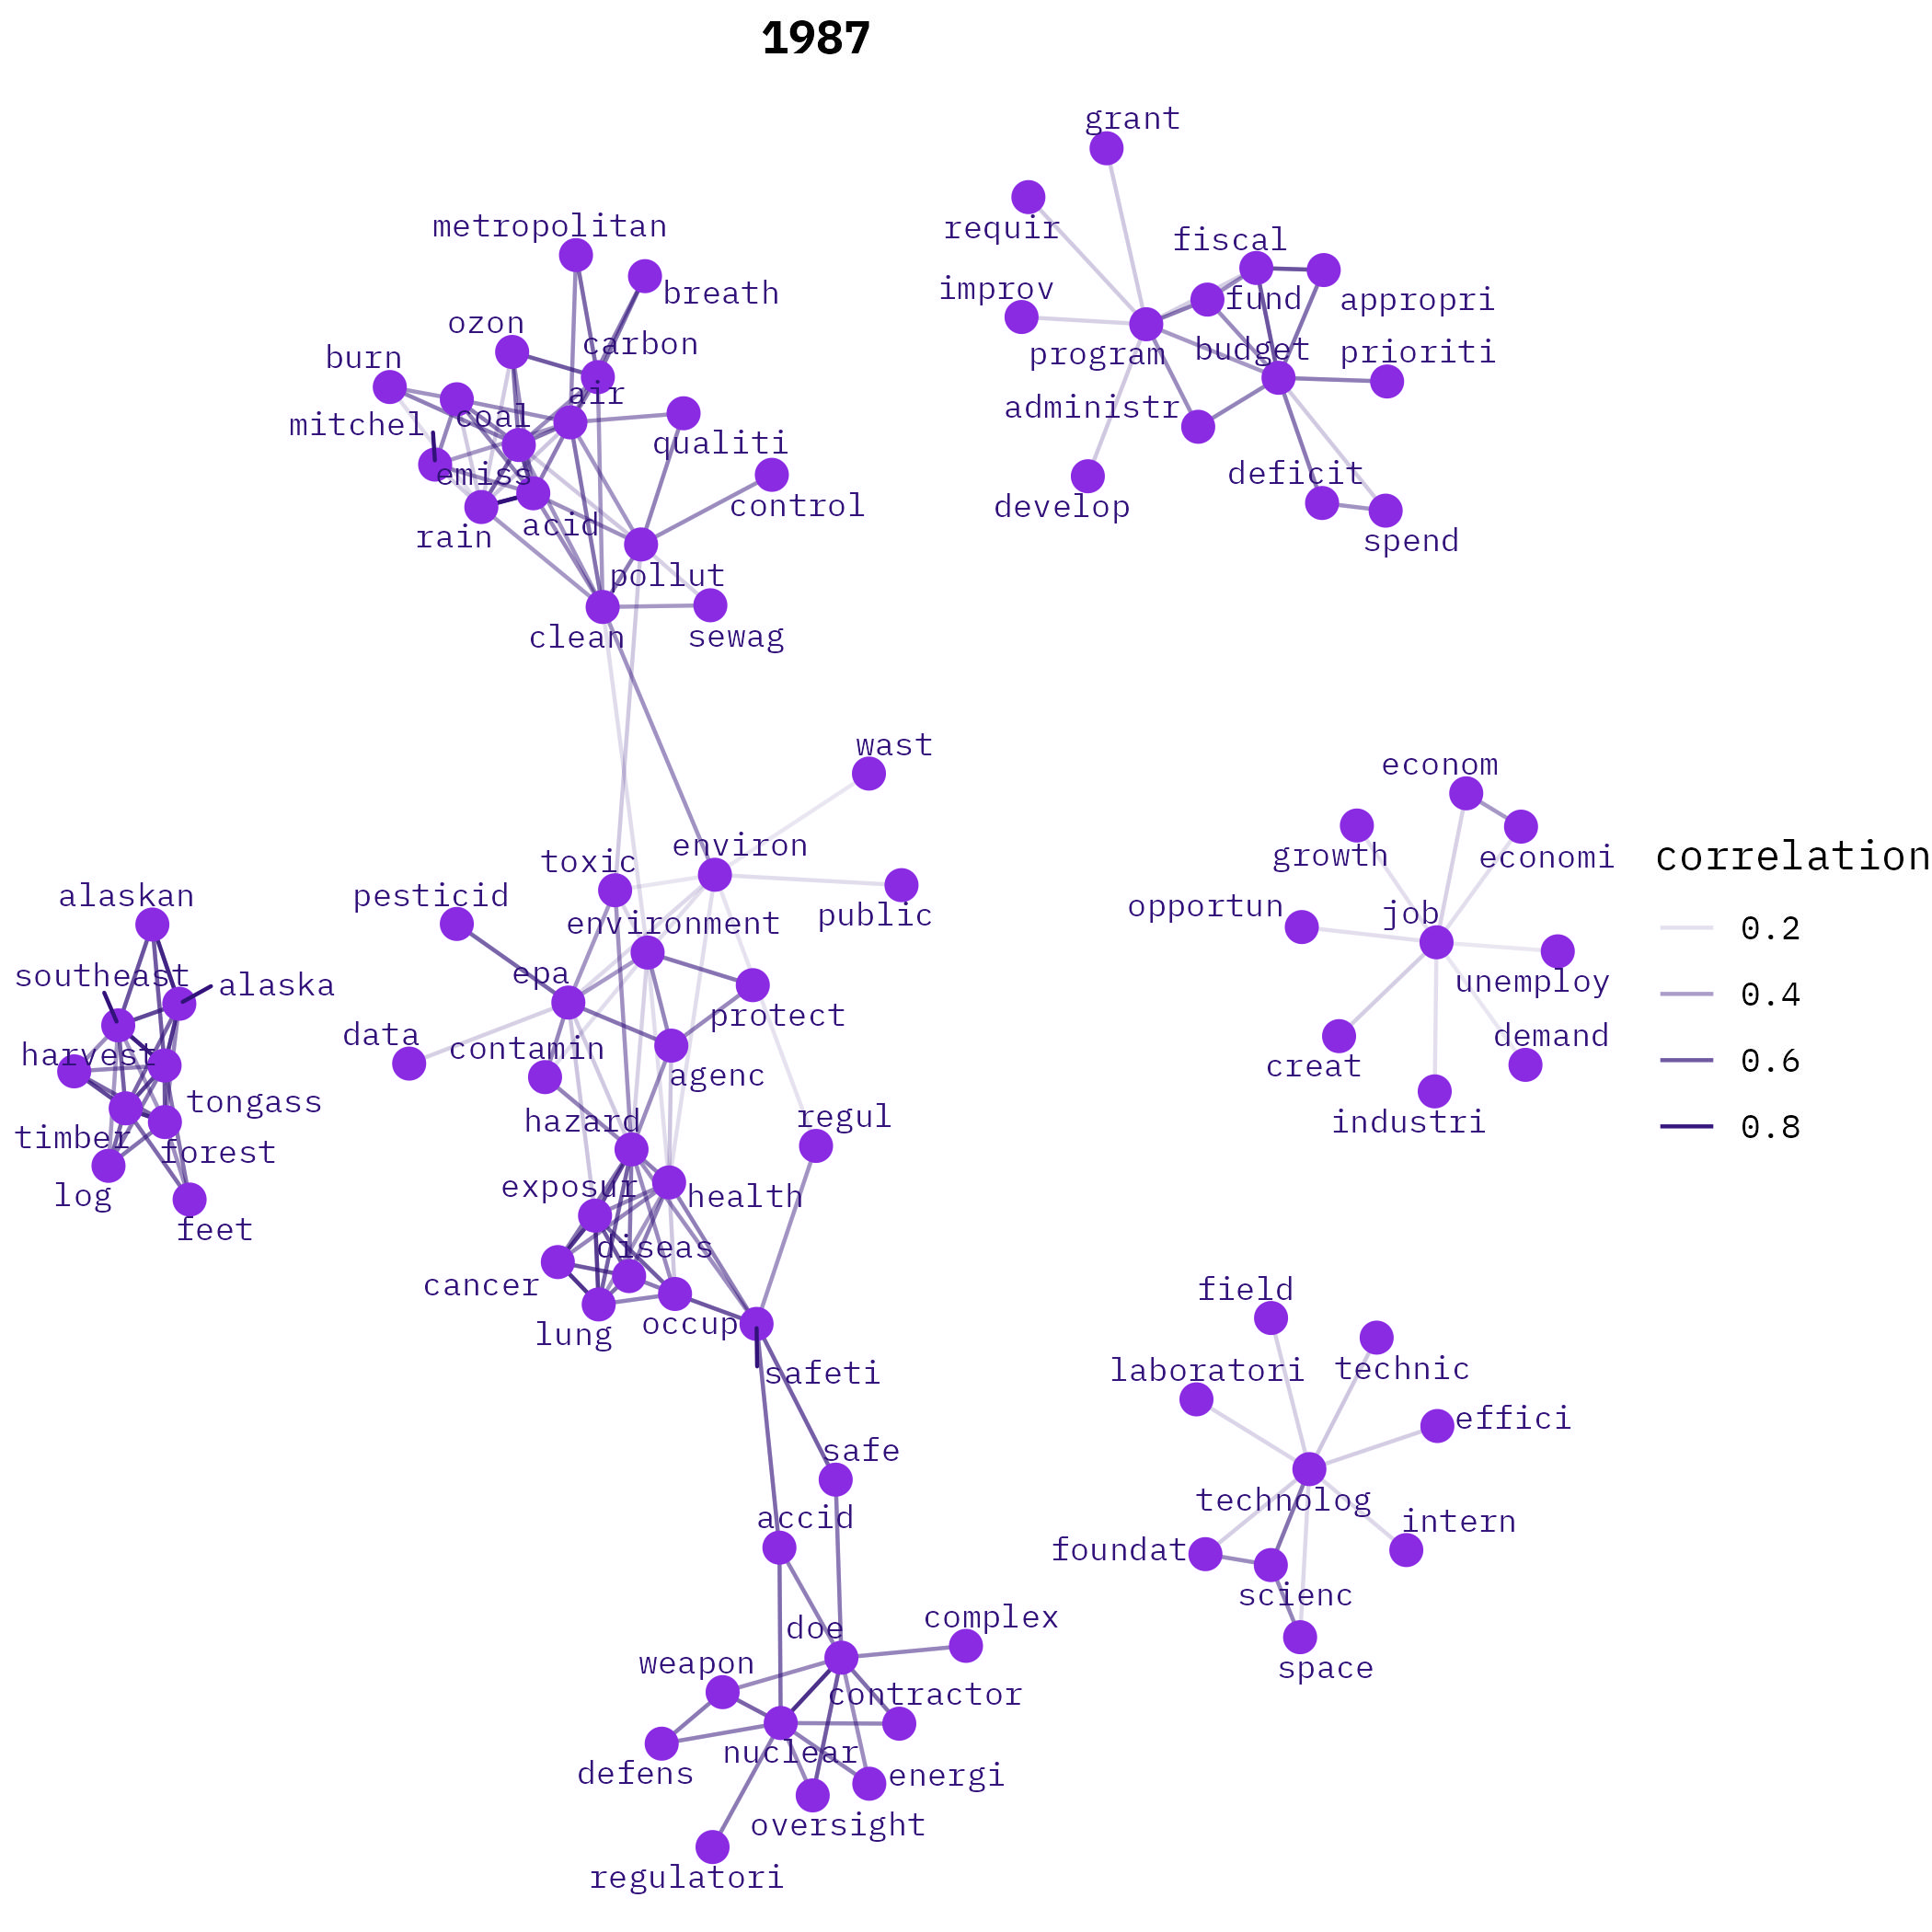 1987
grant
requir
metropolitan
fiscal
breath
improv
fund
appropri
ozon
carbon
burn
program
budget
prioriti
air
administr
coal
mitchel
qualiti
emiss
deficit
control
develop
acid
rain
spend
pollut
clean
sewag
wast
econom
environ
growth
economi
correlation
toxic
alaskan
pesticid
opportun
job
public
environment
0.2
southeast
alaska
epa
unemploy
0.4
protect
data
contamin
demand
harvest
creat
0.6
agenc
tongass
regul
hazard
industri
0.8
timber
forest
exposur
health
log
feet
diseas
cancer
field
occup
lung
safeti
laboratori
technic
effici
safe
technolog
accid
intern
foundat
scienc
complex
doe
weapon
space
contractor
nuclear
defens
energi
oversight
regulatori